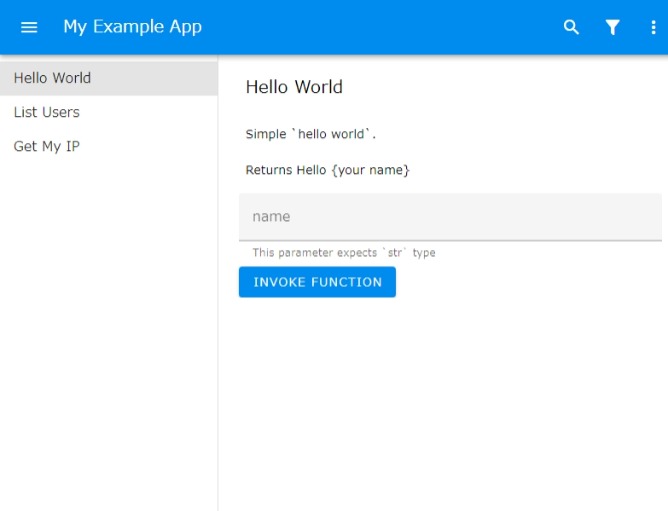 My Example App
Hello World
List Users
Get My IP
Hello World
Simple `hello world`.
Returns Hello {your name}
name
This parameter expects `str` type
INVOKE FUNCTION